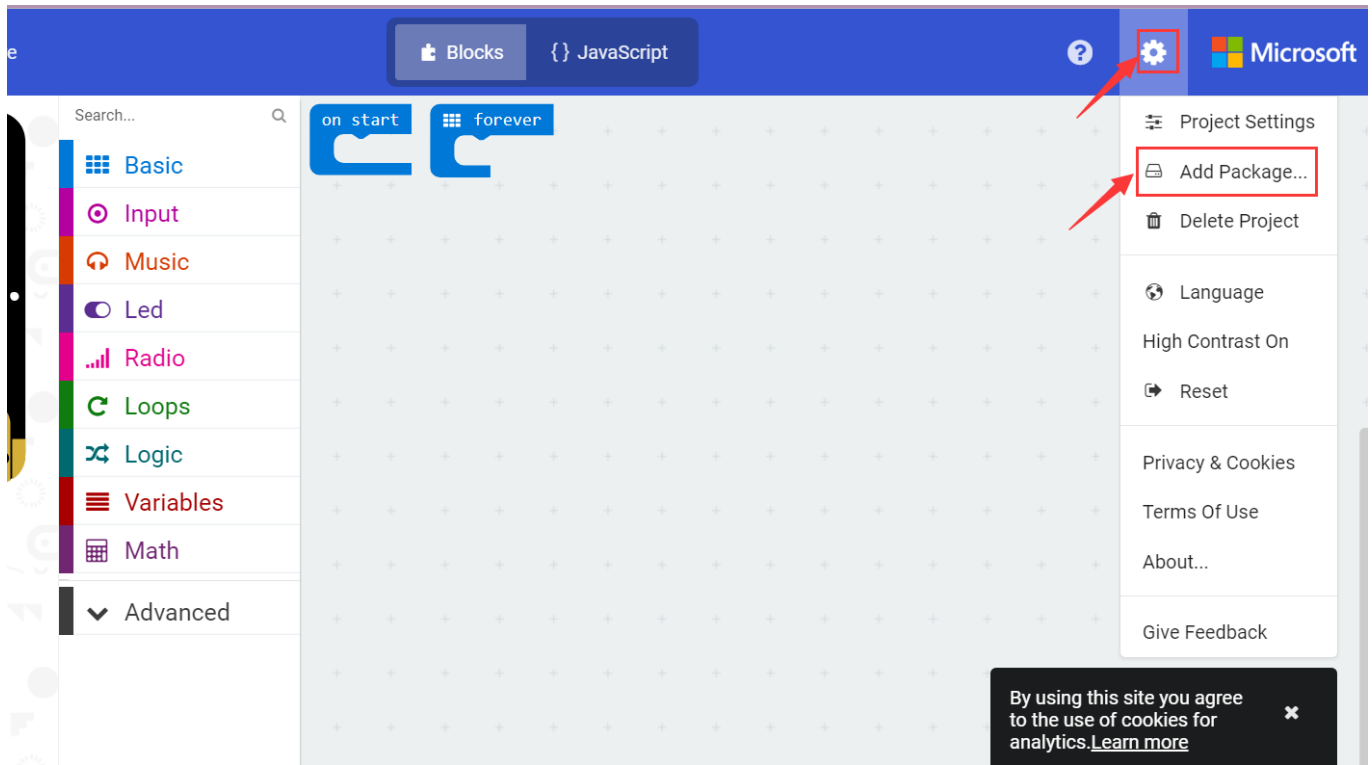 e
Blocks
{ } JavaScript
?
Microsoft
Search...
on start
forever
Basic
Input
Music
Led
Radio
Loops
Logic
Variables
Math
Advanced
Project Settings
Add Package...
Delete Project
Language
High Contrast On
Reset
Privacy & Cookies
Terms Of Use
About...
Give Feedback
By using this site you agree
to the use of cookies for
analytics.Learn more